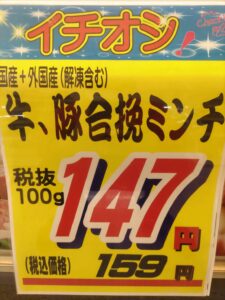 イチオシ!
国産+外国産(解凍含む)
牛、豚合挽ミンチ
税抜
100g
147円
(税込価格) 159円